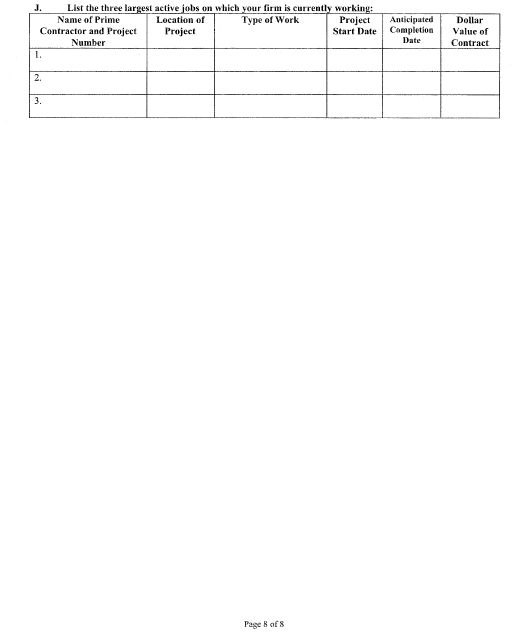 J. List the three largest active jobs on which your firm is currently working:
Name of Prime Contractor and Project Number
Location of Project
Type of Work
Project Start Date
Anticipated Completion Date
Dollar Value of Contract
1.
2.
3.
Page 8 of 8